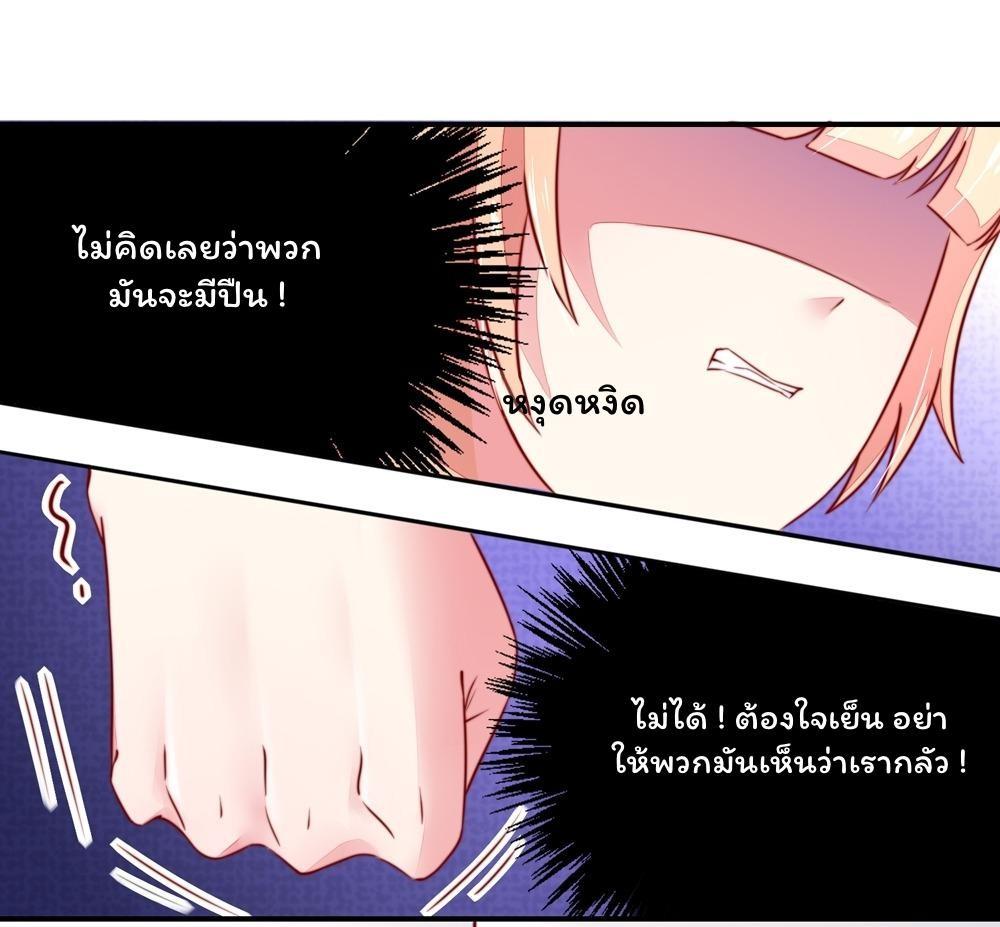 ไม่คิดเลยว่าพวก
มันจะมีปืน !
หงุดหงิด
ไม่ได้ ! ต้องใจเย็น อย่า
ให้พวกมันเห็นว่าเรากลัว !